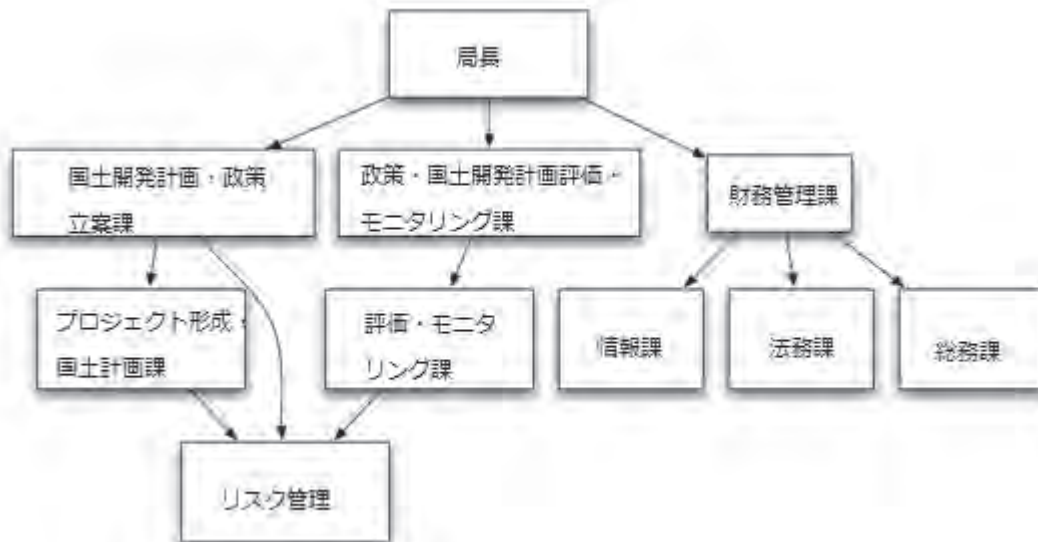 局長
国土開発計画・政策
立案課
政策・国土開発計画評価・
モニタリング課
財務管理課
プロジェクト形成・
国土計画課
評価・モニタ
リング課
情報課
法務課
総務課
リスク管理